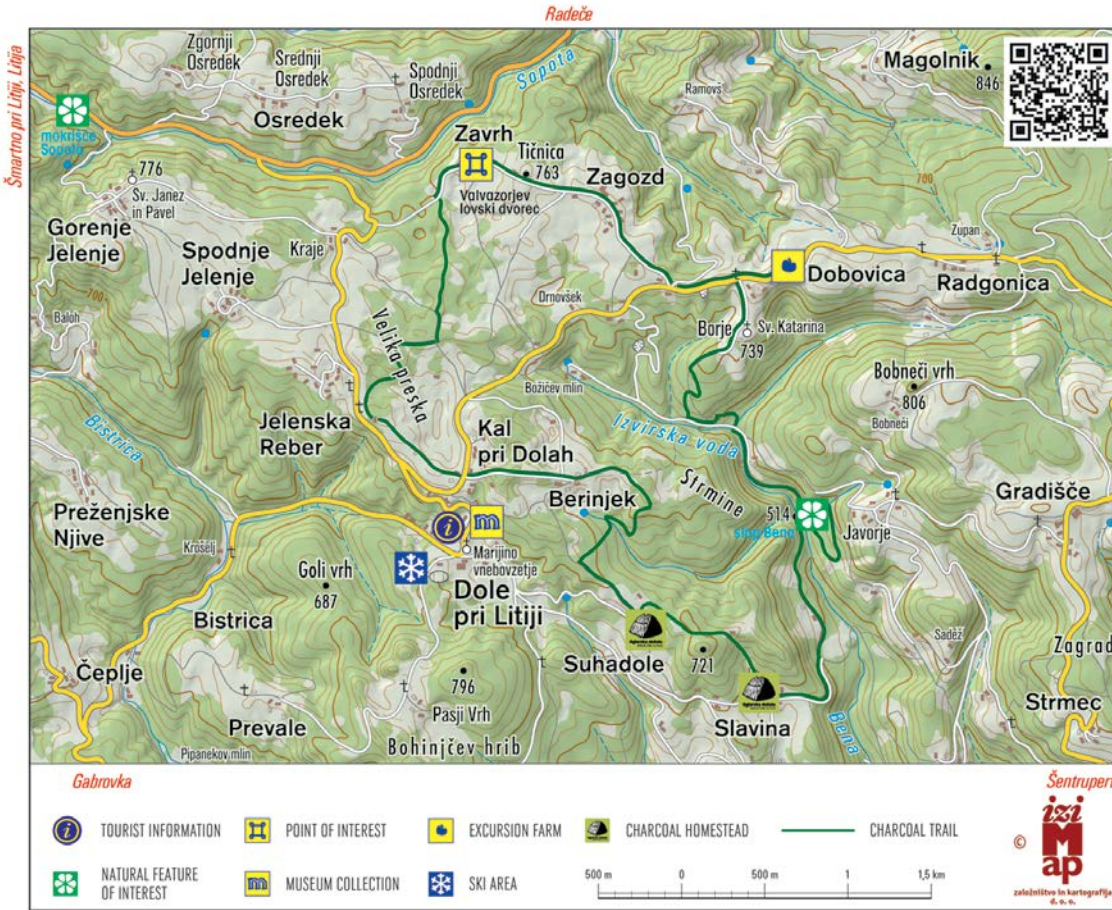 Radeče
Šmartno pri Litiji, Litija
Zgornji
Osredek
Srednji
Osredek
Spodnji
Osredek
Osredek
Sopota
Magolnik
846
Ramovš
mokrišče
Sopota
Zavrh
Tičnica
763
Valvazorjev
lovski dvorec
Zagozd
700
776
Sv. Janez
in Pavel
Gorenje
Jelenje
Kraje
Spodnje
Jelenje
700
Baloh
Župan
Dobovica
Radgonica
Drnovšek
Borje
Sv. Katarina
739
Velika preska
Božičev mlin
Bobneči vrh
806
Bobneči
Bistrica
Jelenska
Reber
Kal
pri Dolah
Izvirska voda
Strmine
Berinjek
Gradišče
Preženjske
Njive
Krošelj
514
slap Bena
Javorje
Marijino
vnebovzetje
Goli vrh
687
Dole
pri Litiji
Bistrica
Suhadole
721
Sadež
Zagrad
Čeplje
796
Pasji Vrh
Slavina
Bena
Strmec
Prevale
Bohinjčev hrib
Pipanekov mlin
Gabrovka
Šentrupert
i TOURIST INFORMATION
POINT OF INTEREST
EXCURSION FARM
CHARCOAL HOMESTEAD
CHARCOAL TRAIL
NATURAL FEATURE
OF INTEREST
m MUSEUM COLLECTION
SKI AREA
500 m 0 500 m 1 1,5 km
© izi
Map
založništvo in kartografija
d. o. o.